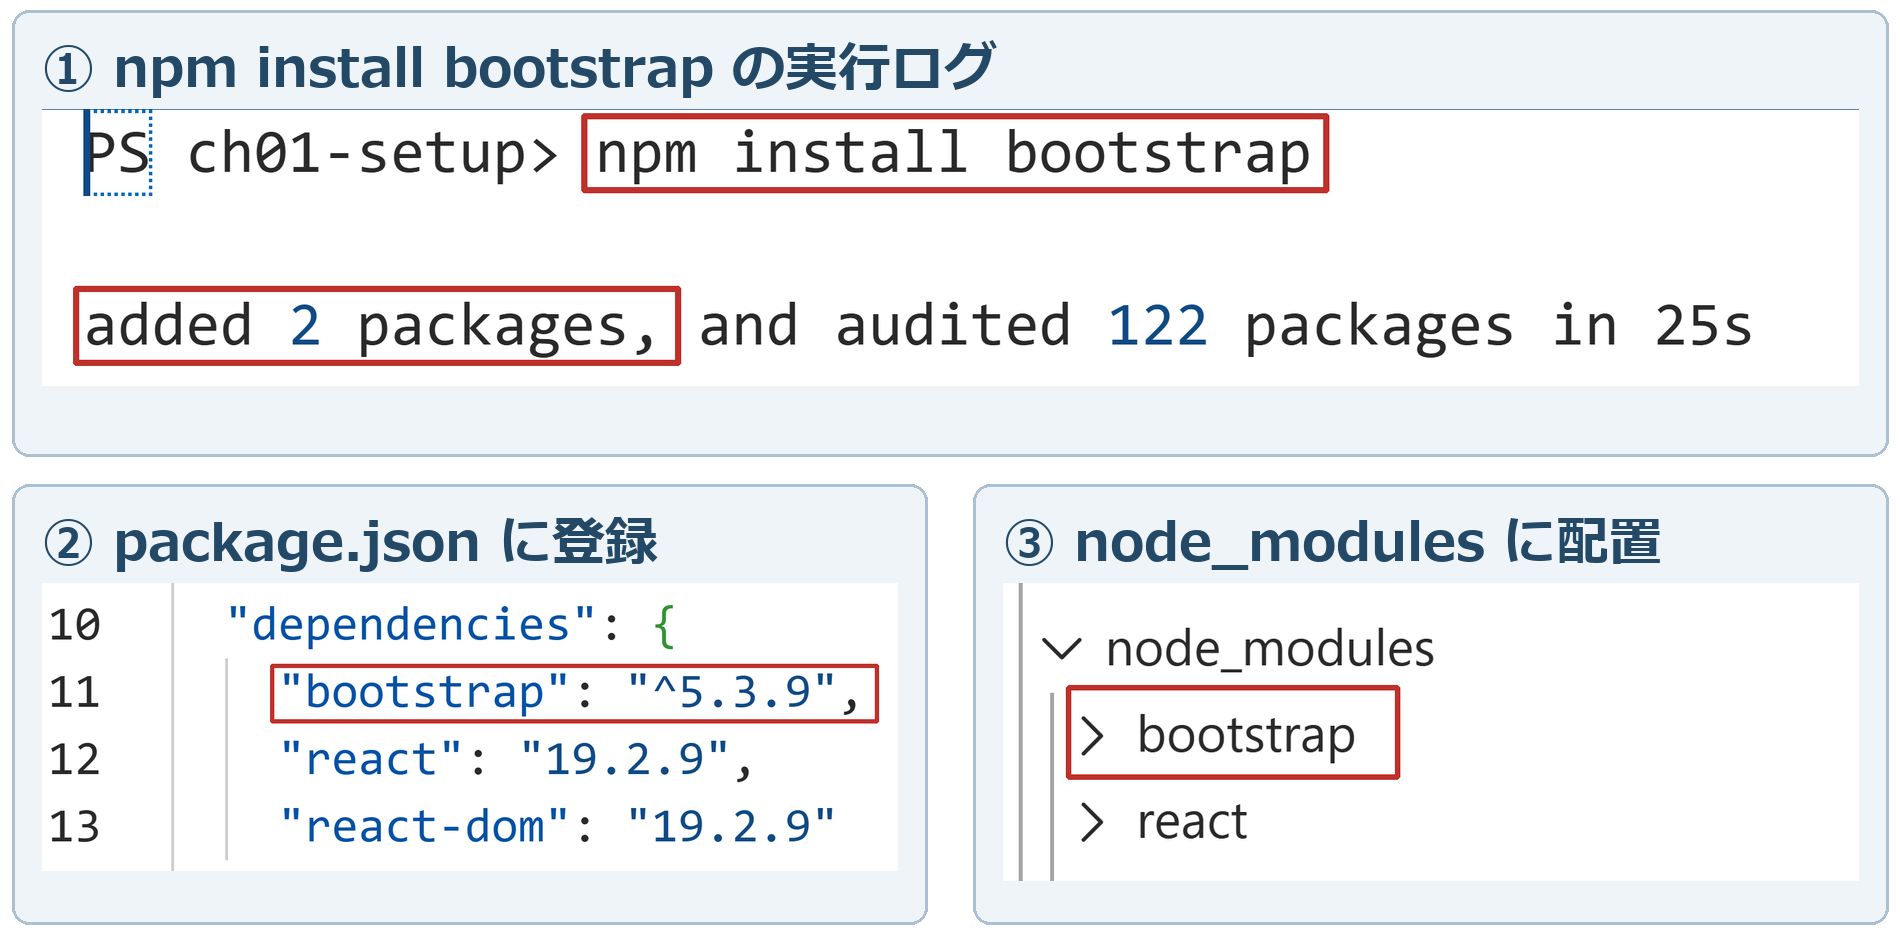 ① npm install bootstrap の実行ログ
PS ch01-setup> npm install bootstrap
added 2 packages, and audited 122 packages in 25s
② package.json に登録
10 "dependencies": {
11 "bootstrap": "^5.3.9",
12 "react": "19.2.9",
13 "react-dom": "19.2.9"
③ node_modules に配置
node_modules
bootstrap
react